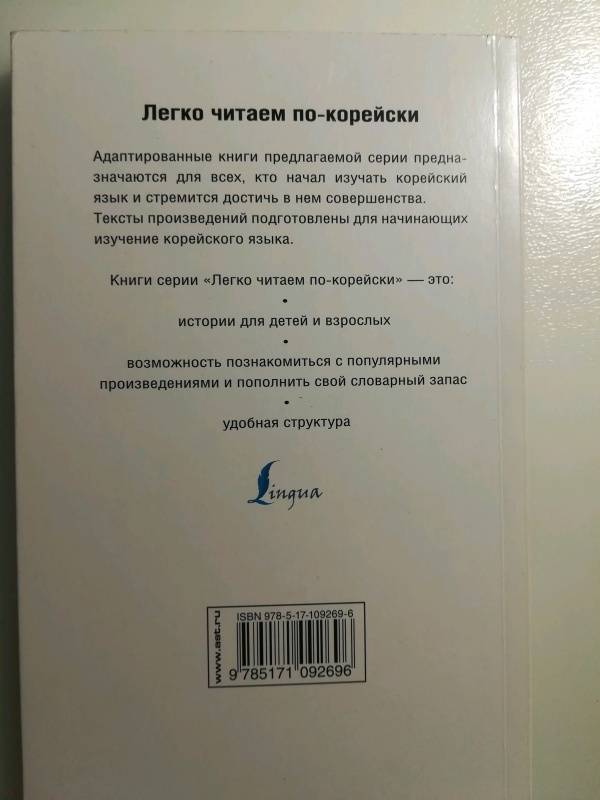 Легко читаем по-корейски
Адаптированные книги предлагаемой серии предна-
значаются для всех, кто начал изучать корейский
язык и стремится достичь в нем совершенства.
Тексты произведений подготовлены для начинающих
изучение корейского языка.
Книги серии «Легко читаем по-корейски» — это:
•
истории для детей и взрослых
•
возможность познакомиться с популярными
произведениями и пополнить свой словарный запас
•
удобная структура
Lingua
www.ast.ru
ISBN 978-5-17-109269-6
9 785171 092696